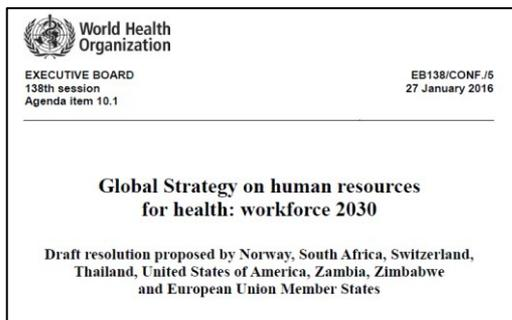 World Health
Organization
EXECUTIVE BOARD
138th session
Agenda item 10.1
EB138/CONF./5
27 January 2016
Global Strategy on human resources
for health: workforce 2030
Draft resolution proposed by Norway, South Africa, Switzerland,
Thailand, United States of America, Zambia, Zimbabwe
and European Union Member States